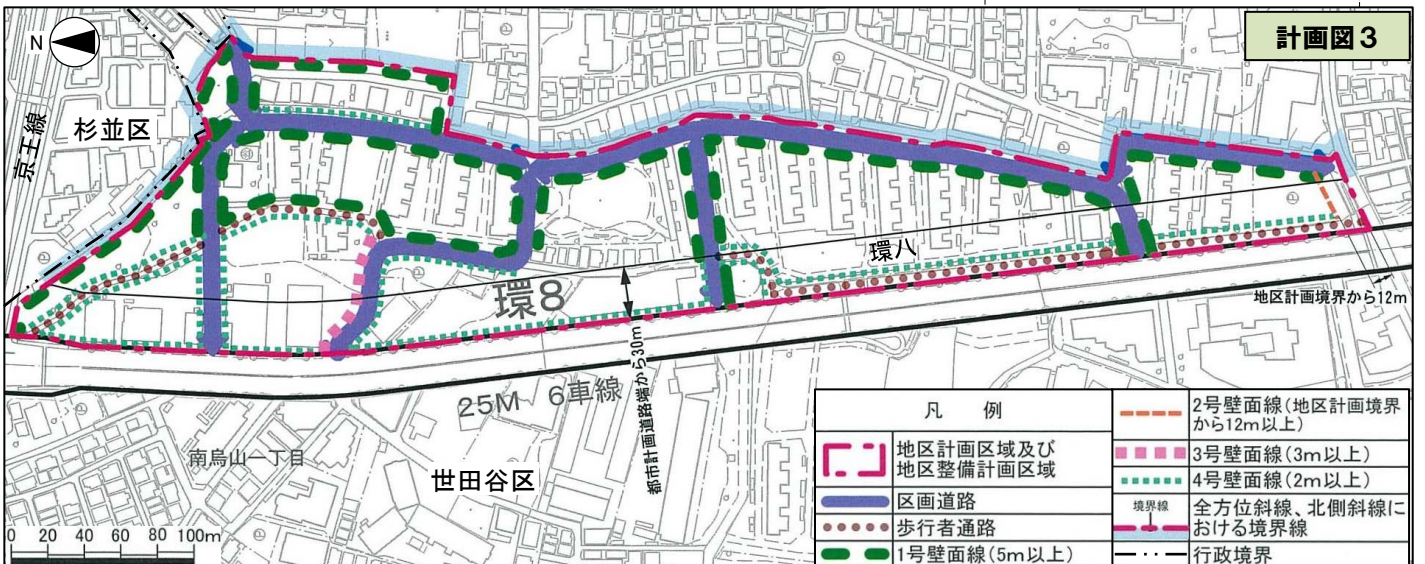 計画図3
N
京王線
杉並区
環八
環8
地区計画境界から12m
都市計画道路端から30m
25M 6車線
南烏山一丁目
世田谷区
0 20 40 60 80 100m
凡 例
地区計画区域及び
地区整備計画区域
区画道路
歩行者通路
1号壁面線(5m以上)
2号壁面線(地区計画境界
から12m以上)
3号壁面線(3m以上)
4号壁面線(2m以上)
境界線
全方位斜線、北側斜線に
おける境界線
行政境界